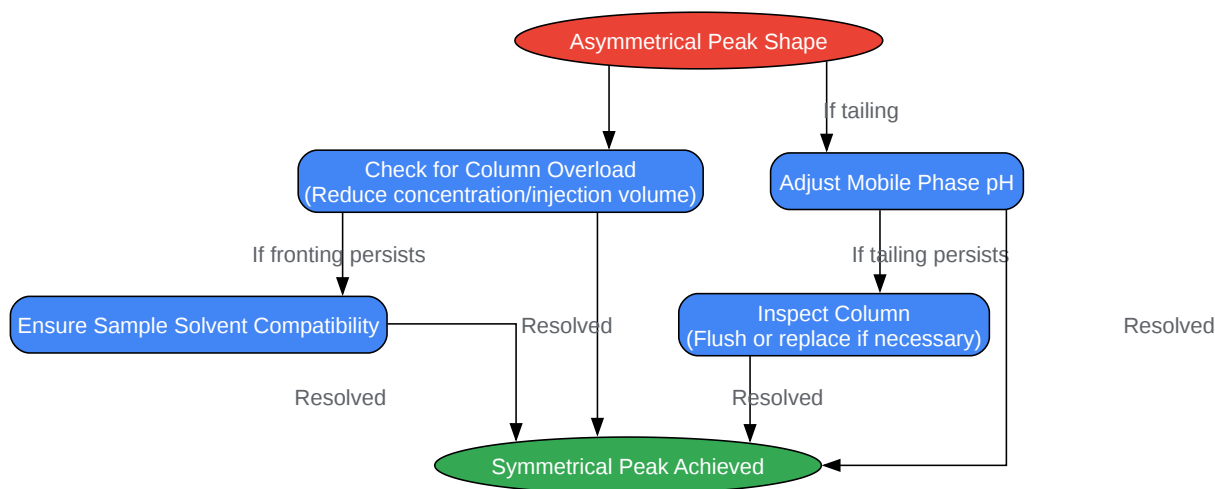 Asymmetrical Peak Shape
If tailing
Check for Column Overload
(Reduce concentration/injection volume)
Adjust Mobile Phase pH
If fronting persists
If tailing persists
Ensure Sample Solvent Compatibility
Resolved
Inspect Column
(Flush or replace if necessary)
Resolved
Resolved
Resolved
Symmetrical Peak Achieved